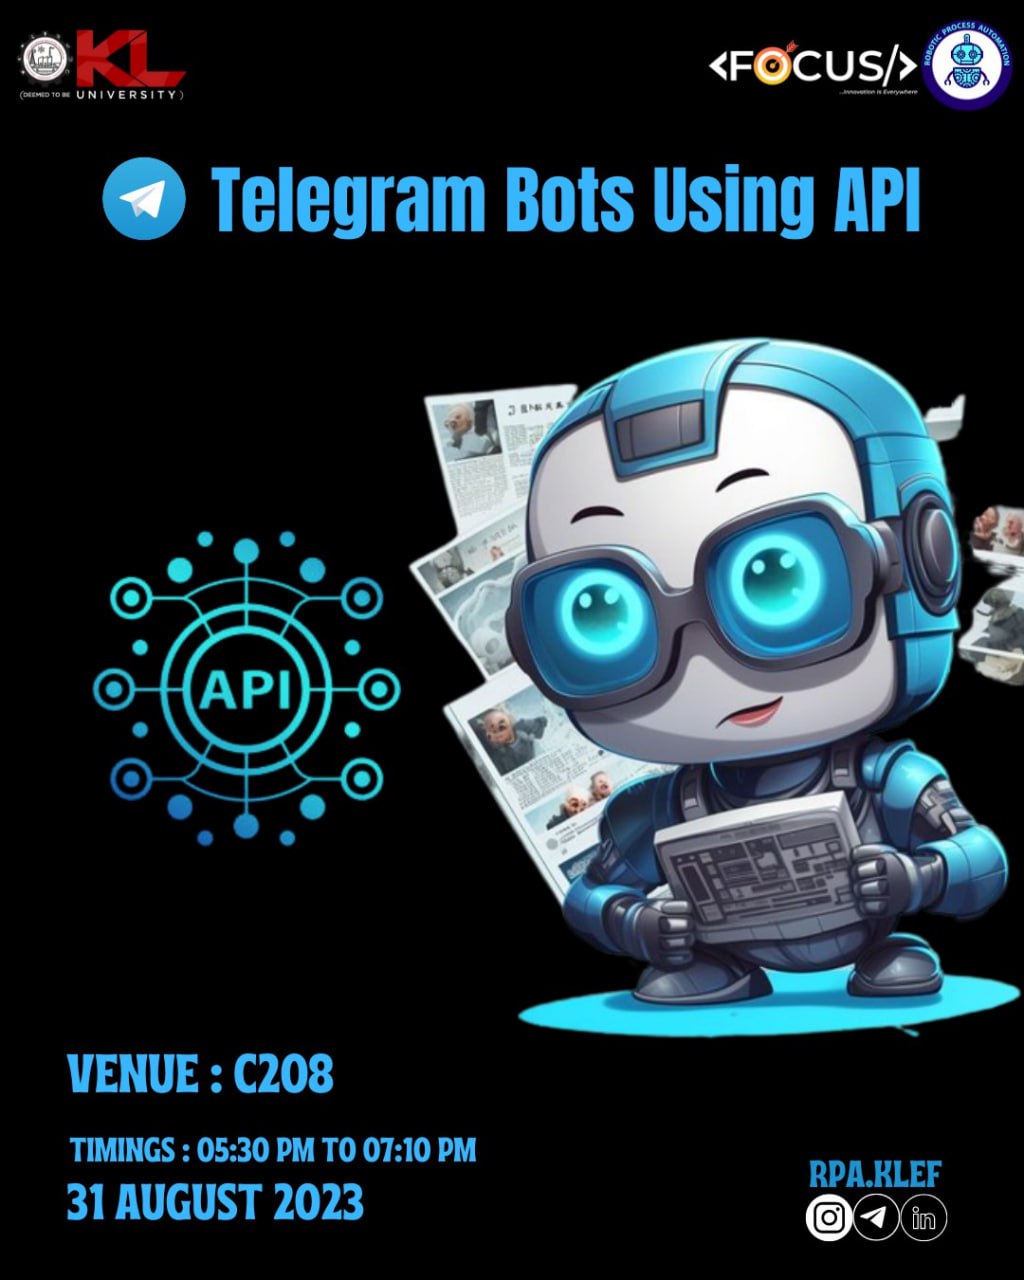 KL
(DEEMED TO BE UNIVERSITY)
<FOCUS/>
...Innovation is Everywhere
ROBOTIC PROCESS AUTOMATION
Telegram Bots Using API
API
VENUE : C208
TIMINGS : 05:30 PM TO 07:10 PM
31 AUGUST 2023
RPA.KLEF
in